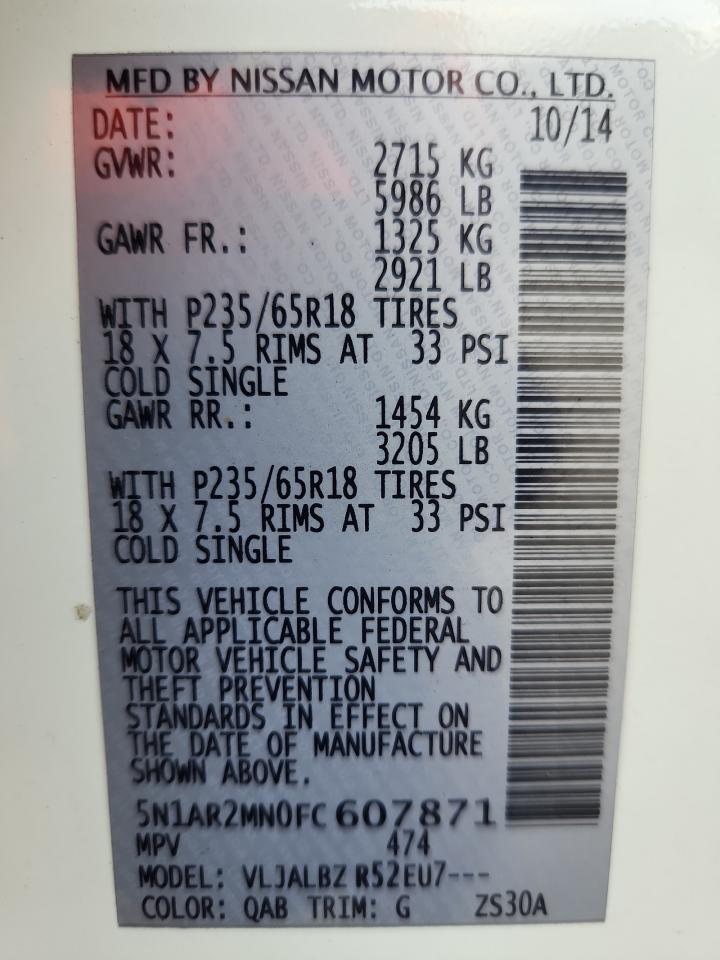 MFD BY NISSAN MOTOR CO., LTD.
DATE: 10/14
GVWR: 2715 KG
5986 LB
GAWR FR.: 1325 KG
2921 LB
WITH P235/65R18 TIRES
18 X 7.5 RIMS AT 33 PSI
COLD SINGLE
GAWR RR.: 1454 KG
3205 LB
WITH P235/65R18 TIRES
18 X 7.5 RIMS AT 33 PSI
COLD SINGLE
THIS VEHICLE CONFORMS TO
ALL APPLICABLE FEDERAL
MOTOR VEHICLE SAFETY AND
THEFT PREVENTION
STANDARDS IN EFFECT ON
THE DATE OF MANUFACTURE
SHOWN ABOVE.
5N1AR2MN0FC607871
MPV 474
MODEL: VLJALBZ R52EU7---
COLOR: QAB TRIM: G ZS30A